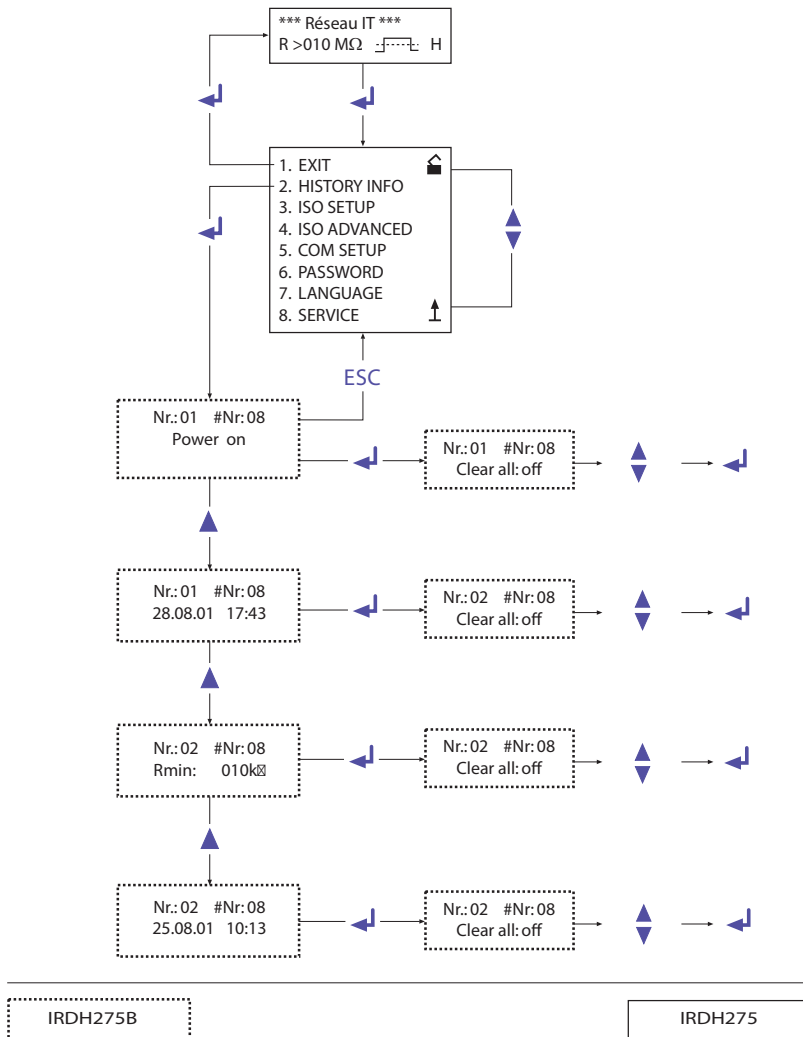 *** Réseau IT ***
R >010 MΩ H
1. EXIT
2. HISTORY INFO
3. ISO SETUP
4. ISO ADVANCED
5. COM SETUP
6. PASSWORD
7. LANGUAGE
8. SERVICE
ESC
Nr.: 01 #Nr: 08
Power on
Nr.: 01 #Nr: 08
Clear all: off
Nr.: 01 #Nr: 08
28.08.01 17:43
Nr.: 02 #Nr: 08
Clear all: off
Nr.: 02 #Nr: 08
Rmin: 010k
Nr.: 02 #Nr: 08
Clear all: off
Nr.: 02 #Nr: 08
25.08.01 10:13
Nr.: 02 #Nr: 08
Clear all: off
IRDH275B
IRDH275